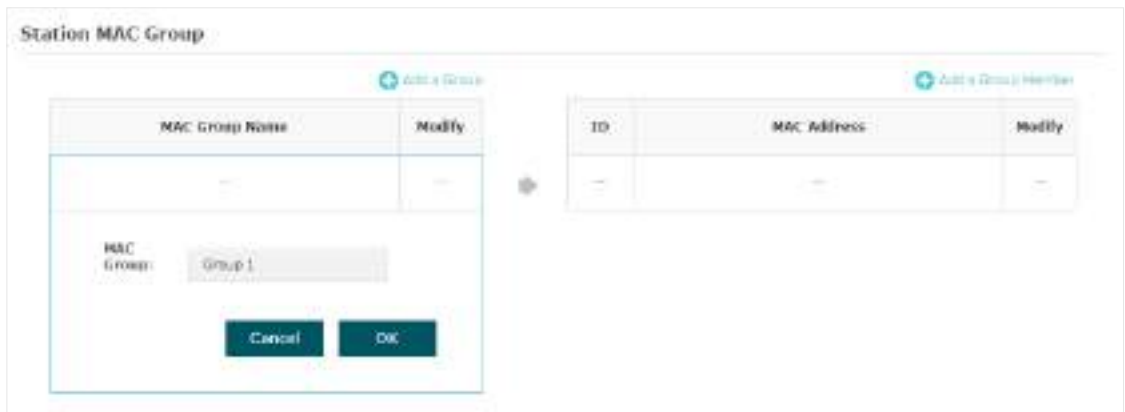 Station MAC Group
Add a Group
Add a Group Member
MAC Group Name
Modify
ID
MAC Address
Modify
---
---
---
---
---
MAC
Group:
Group 1
Cancel
OK